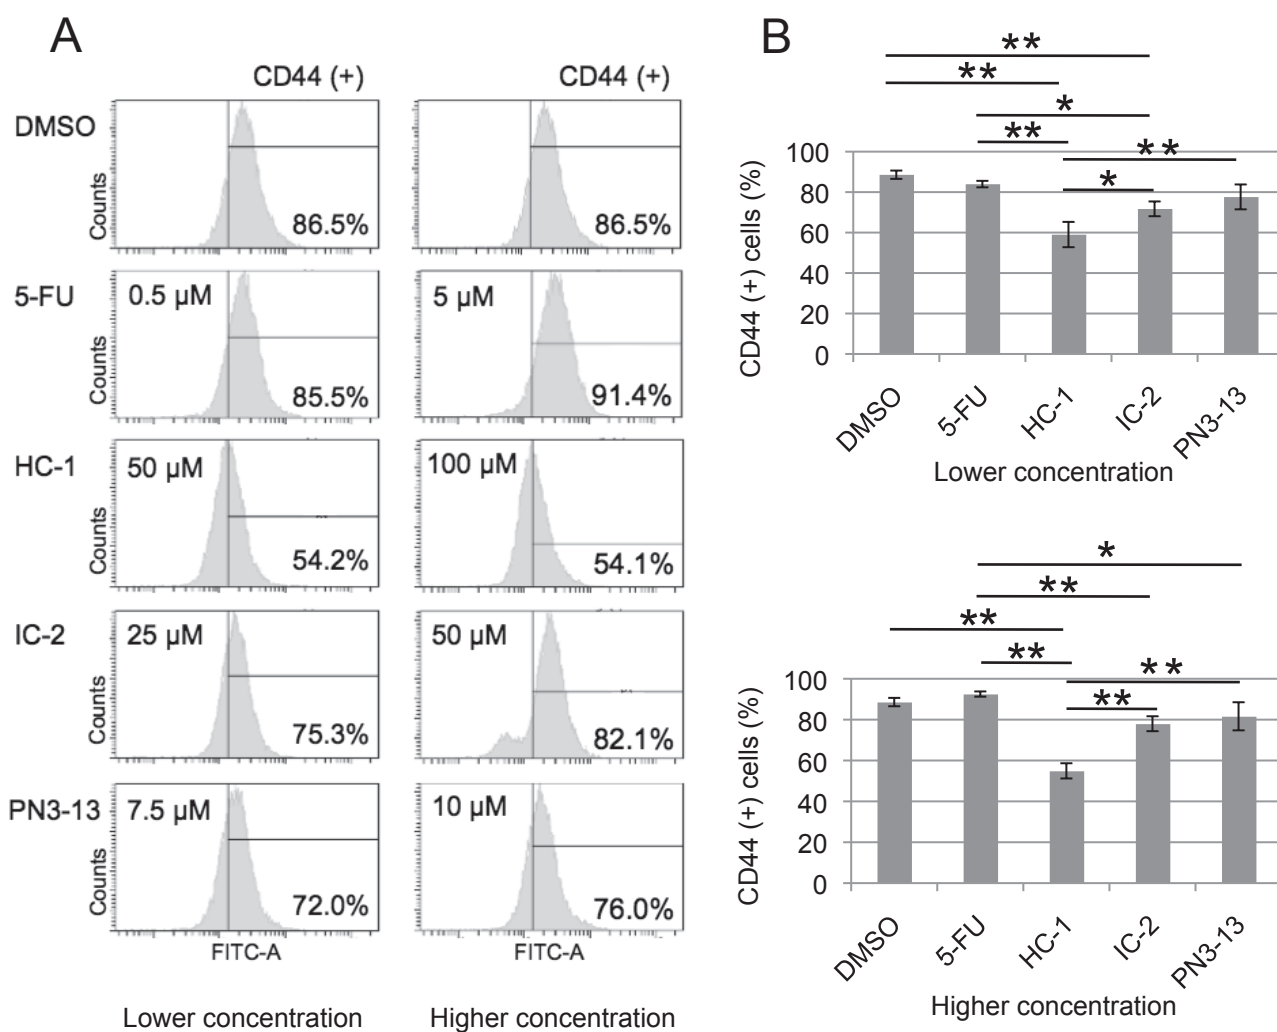 A
CD44 (+) CD44 (+)
DMSO
Counts
86.5% 86.5%
5-FU
0.5 µM 5 µM
Counts
85.5% 91.4%
HC-1
50 µM 100 µM
Counts
54.2% 54.1%
IC-2
25 µM 50 µM
Counts
75.3% 82.1%
PN3-13
7.5 µM 10 µM
Counts
72.0% 76.0%
FITC-A FITC-A
Lower concentration Higher concentration
B
**
**
*
**
**
*
CD44 (+) cells (%)
100
80
60
40
20
0
DMSO 5-FU HC-1 IC-2 PN3-13
Lower concentration
*
**
**
**
**
**
CD44 (+) cells (%)
100
80
60
40
20
0
DMSO 5-FU HC-1 IC-2 PN3-13
Higher concentration